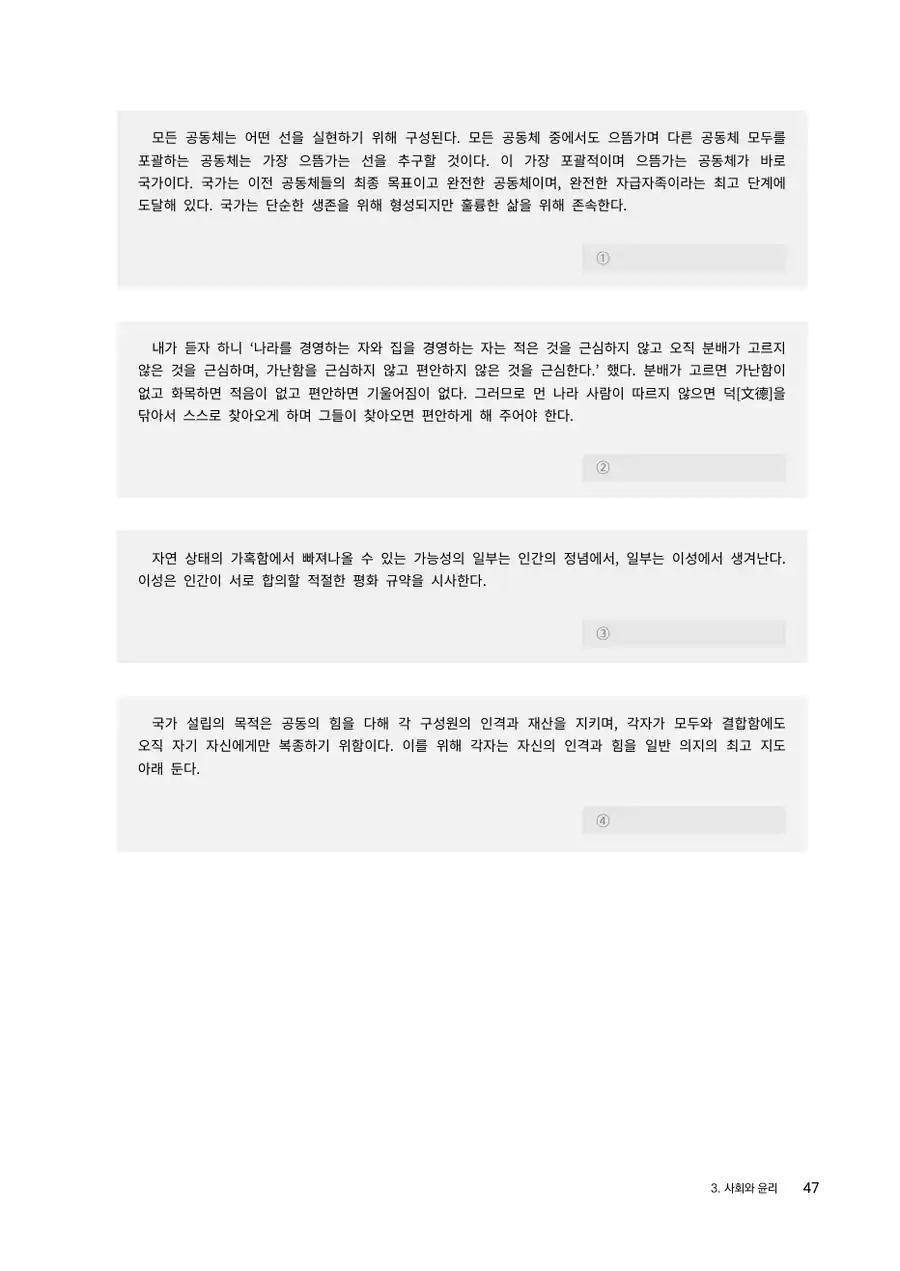 모든 공동체는 어떤 선을 실현하기 위해 구성된다. 모든 공동체 중에서도 으뜸가며 다른 공동체 모두를
포괄하는 공동체는 가장 으뜸가는 선을 추구할 것이다. 이 가장 포괄적이며 으뜸가는 공동체가 바로
국가이다. 국가는 이전 공동체들의 최종 목표이고 완전한 공동체이며, 완전한 자급자족이라는 최고 단계에
도달해 있다. 국가는 단순한 생존을 위해 형성되지만 훌륭한 삶을 위해 존속한다.
①
내가 듣자 하니 ‘나라를 경영하는 자와 집을 경영하는 자는 적은 것을 근심하지 않고 오직 분배가 고르지
않은 것을 근심하며, 가난함을 근심하지 않고 편안하지 않은 것을 근심한다.’ 했다. 분배가 고르면 가난함이
없고 화목하면 적음이 없고 편안하면 기울어짐이 없다. 그러므로 먼 나라 사람이 따르지 않으면 덕[文德]을
닦아서 스스로 찾아오게 하며 그들이 찾아오면 편안하게 해 주어야 한다.
②
자연 상태의 가혹함에서 빠져나올 수 있는 가능성의 일부는 인간의 정념에서, 일부는 이성에서 생겨난다.
이성은 인간이 서로 합의할 적절한 평화 규약을 시사한다.
③
국가 설립의 목적은 공동의 힘을 다해 각 구성원의 인격과 재산을 지키며, 각자가 모두와 결합함에도
오직 자기 자신에게만 복종하기 위함이다. 이를 위해 각자는 자신의 인격과 힘을 일반 의지의 최고 지도
아래 둔다.
④
3. 사회와 윤리 47